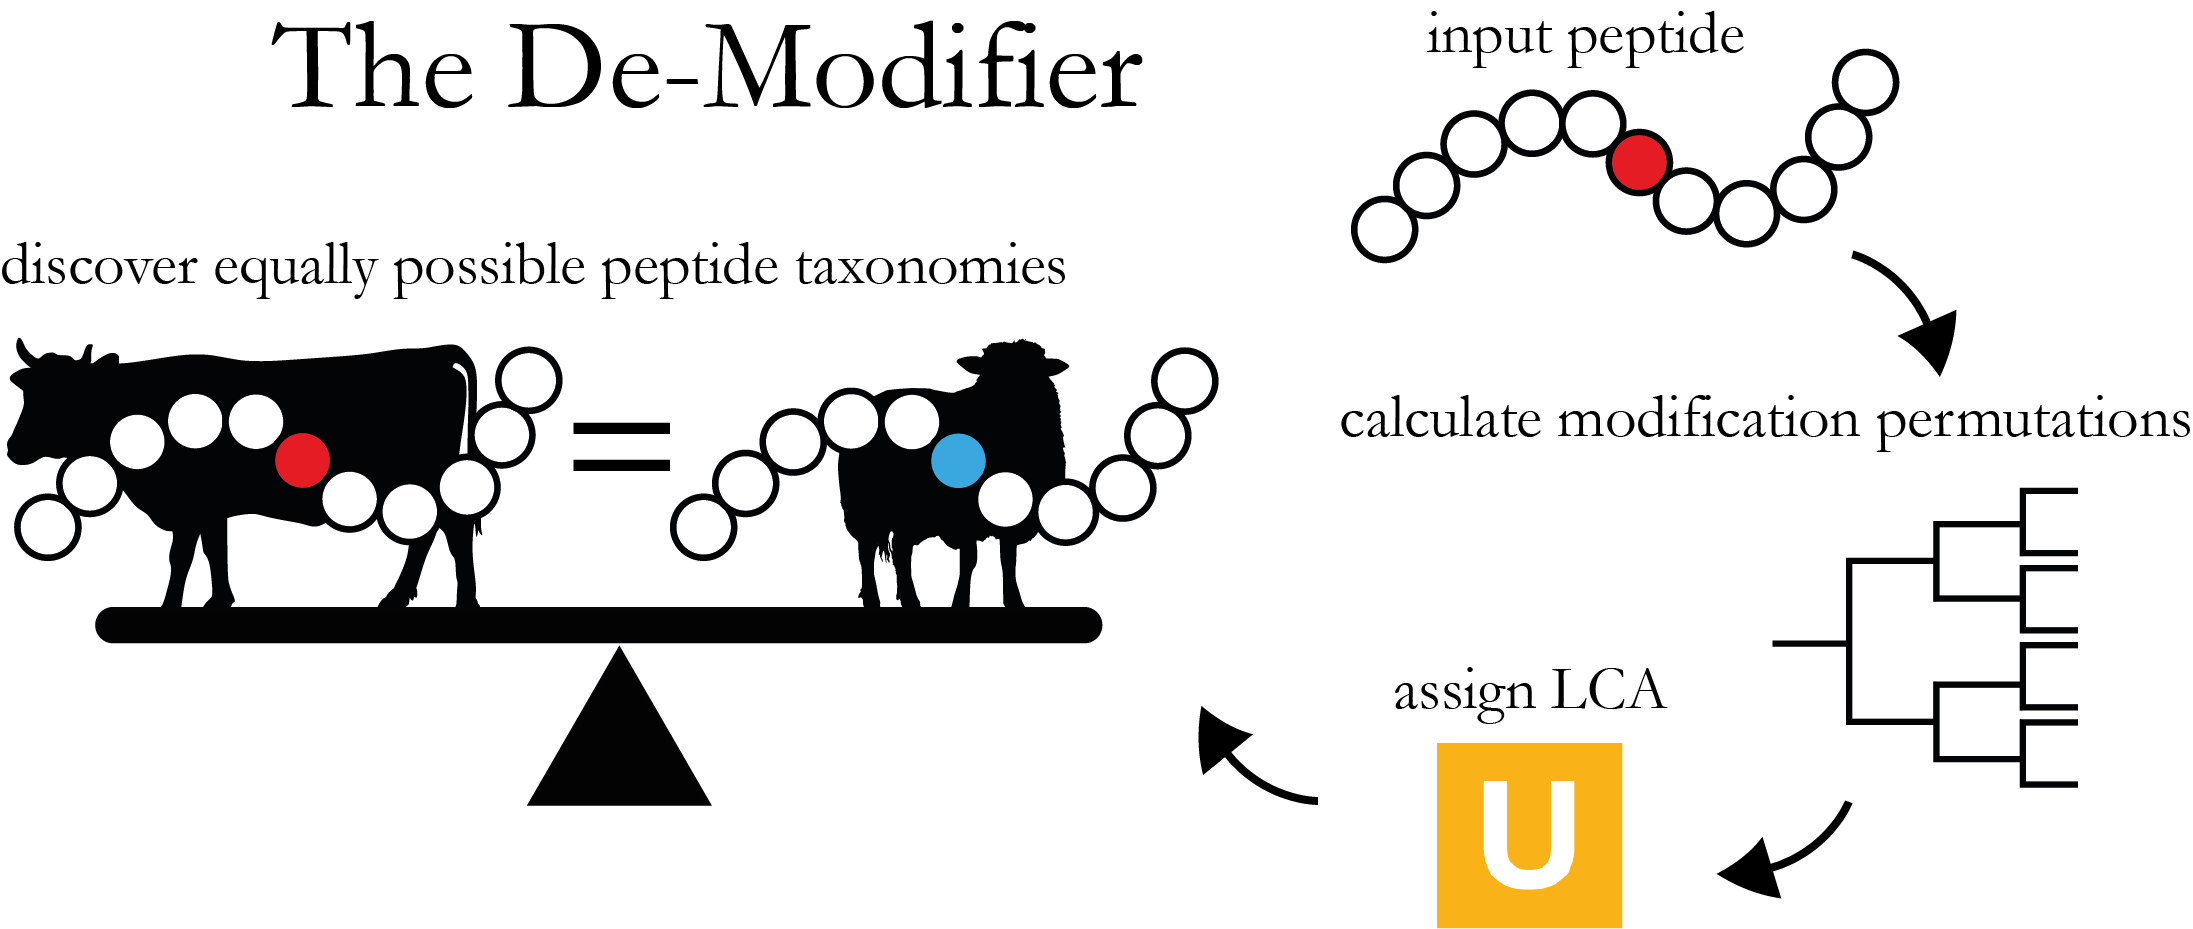 The De-Modifier
input peptide
discover equally possible peptide taxonomies
calculate modification permutations
assign LCA
U